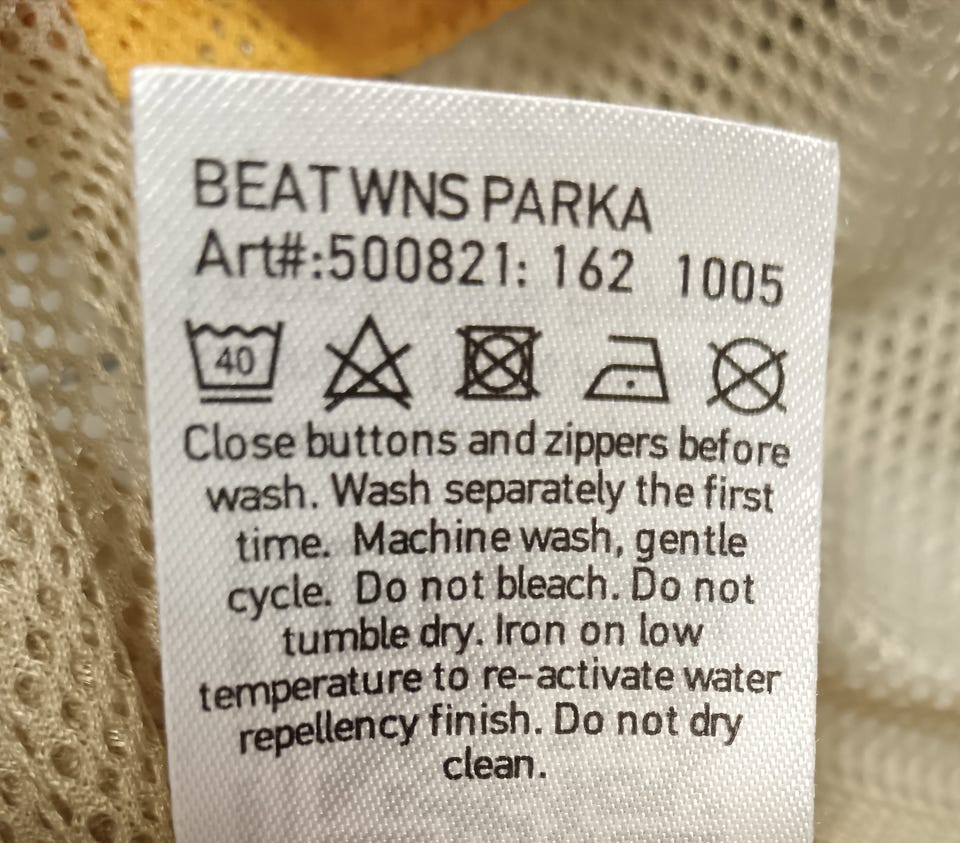 BEAT WNS PARKA
Art#:500821: 162 1005
40
Close buttons and zippers before
wash. Wash separately the first
time. Machine wash, gentle
cycle. Do not bleach. Do not
tumble dry. Iron on low
temperature to re-activate water
repellency finish. Do not dry
clean.